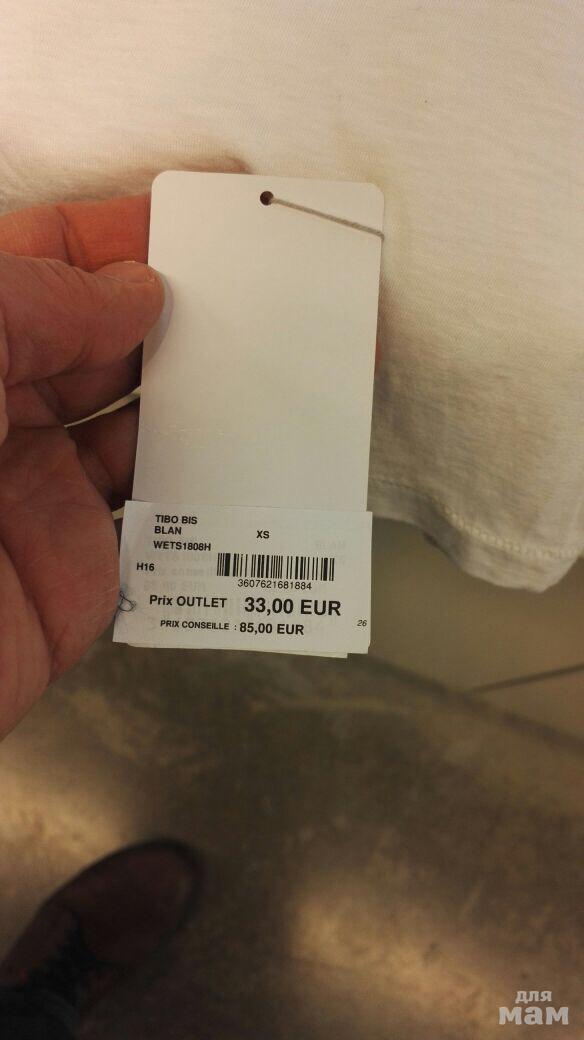 TIBO BIS
BLAN XS
WETS1808H
H16
3607621681884
Prix OUTLET 33,00 EUR
PRIX CONSEILLE : 85,00 EUR 26
для
мам